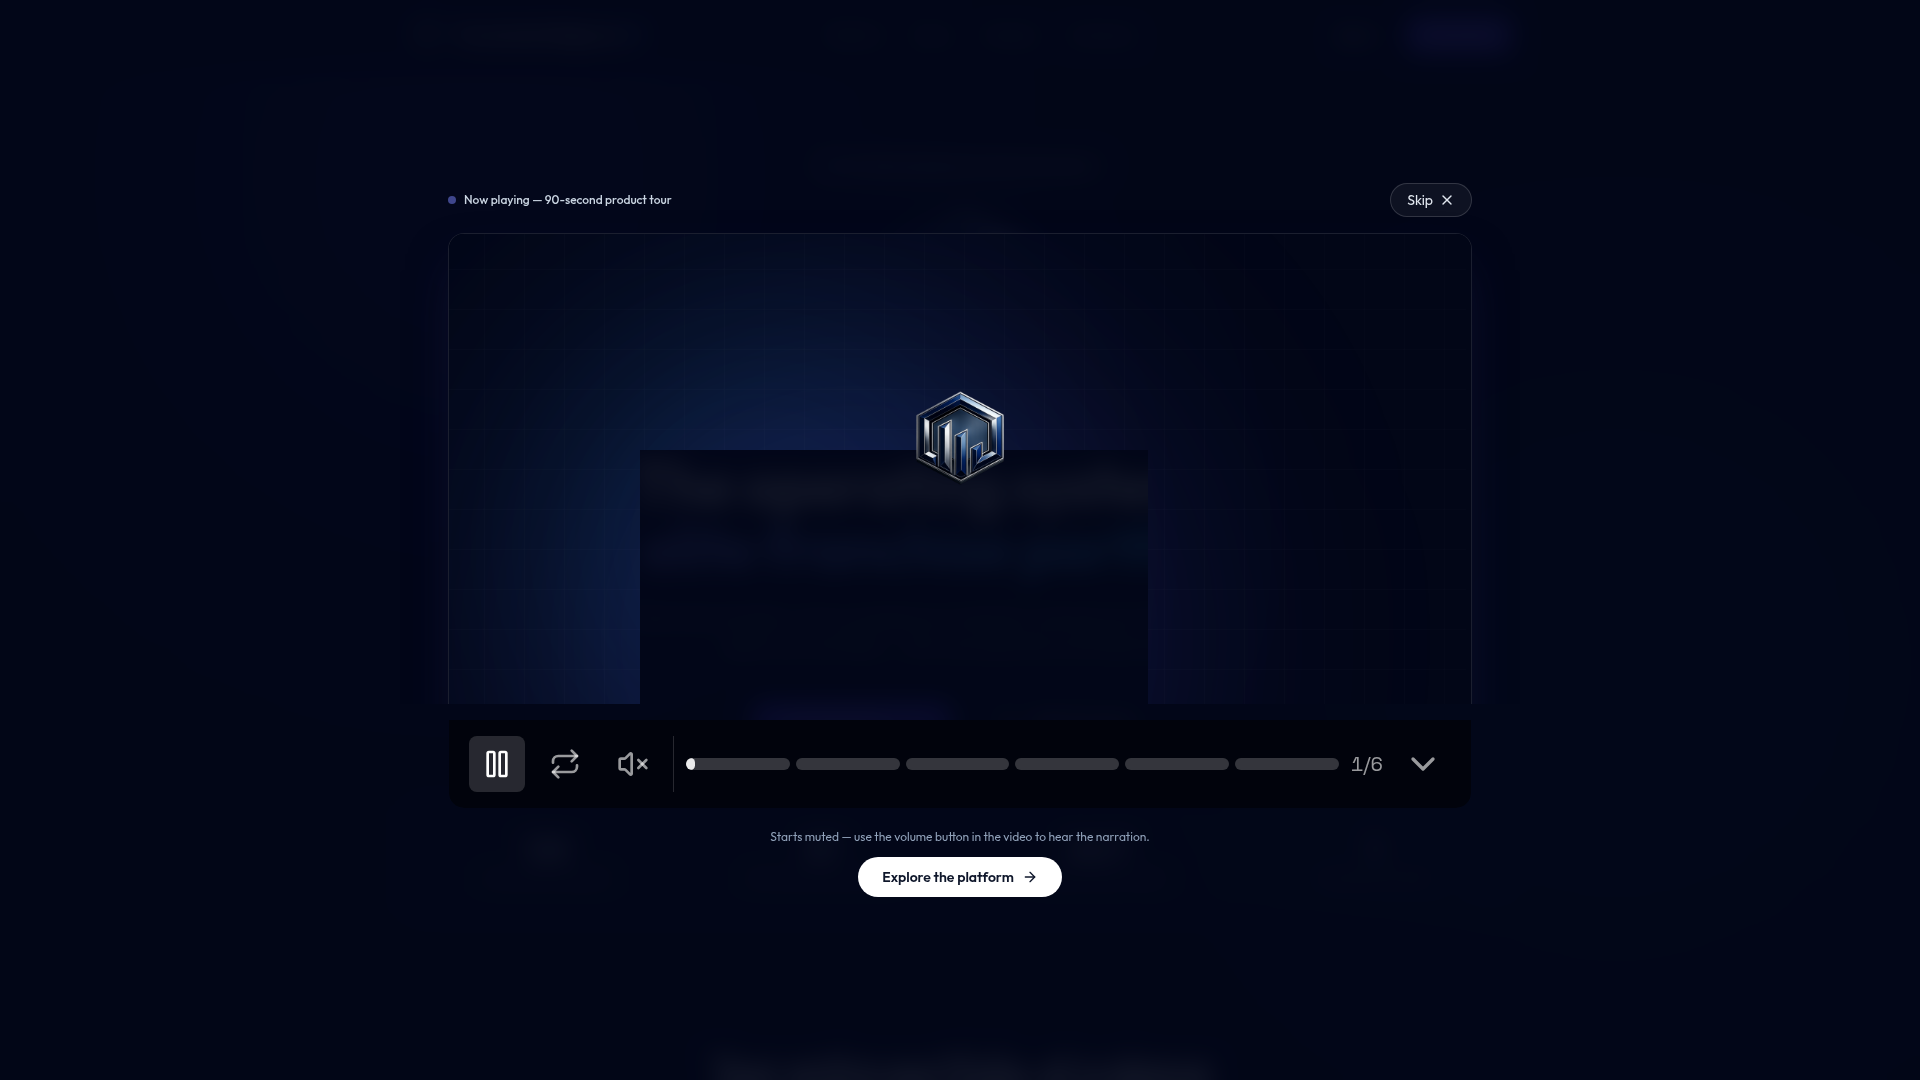 Now playing — 90-second product tour
Skip
1/6
Starts muted — use the volume button in the video to hear the narration.
Explore the platform